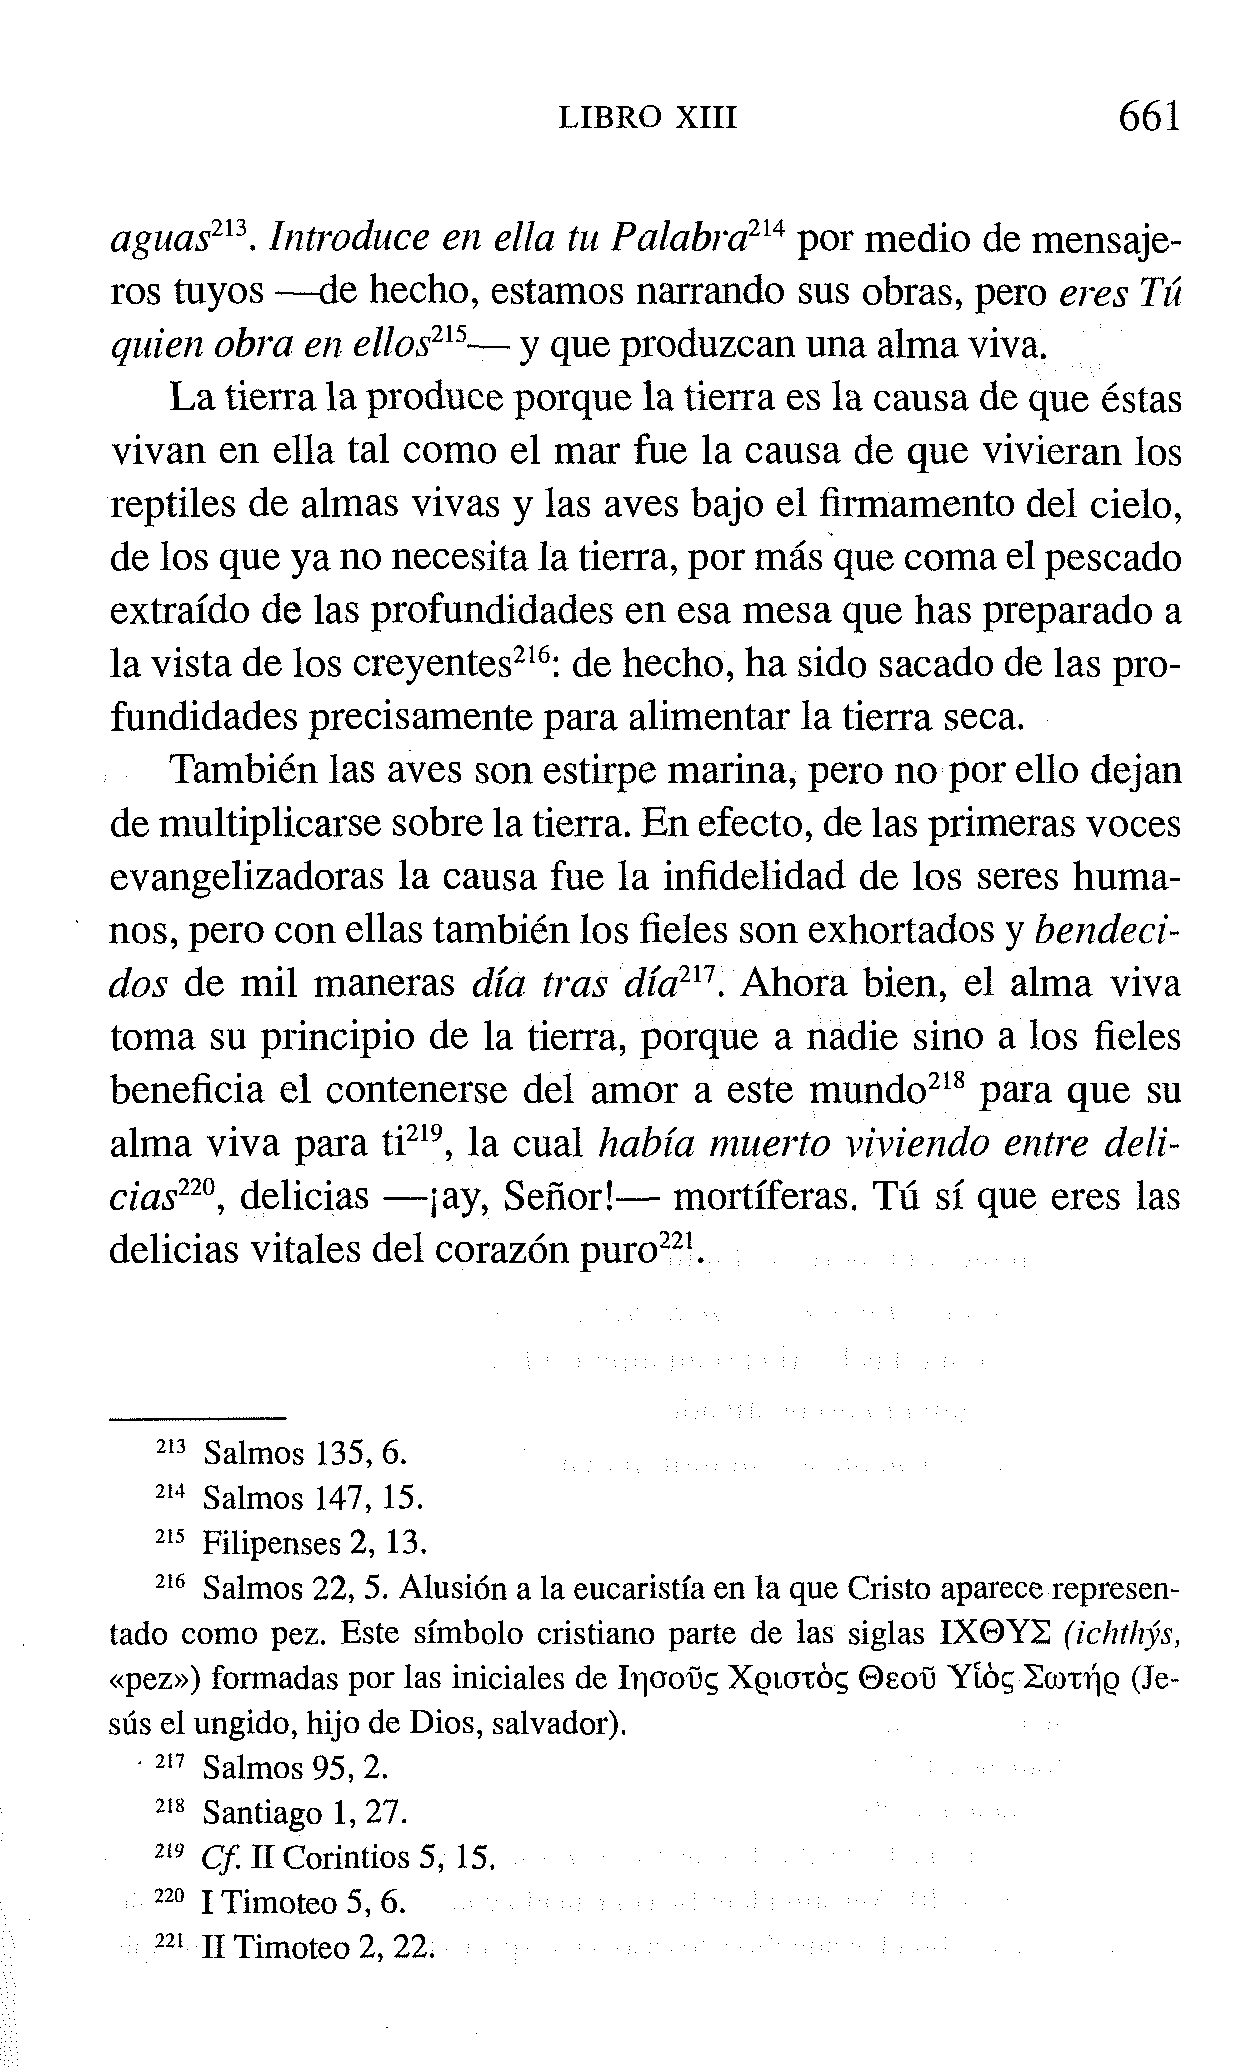 LIBRO XIII 661
aguas²¹³. Introduce en ella tu Palabra²¹⁴ por medio de mensaje-
ros tuyos —de hecho, estamos narrando sus obras, pero eres Tú
quien obra en ellos²¹⁵— y que produzcan una alma viva.
La tierra la produce porque la tierra es la causa de que éstas
vivan en ella tal como el mar fue la causa de que vivieran los
reptiles de almas vivas y las aves bajo el firmamento del cielo,
de los que ya no necesita la tierra, por más que coma el pescado
extraído de las profundidades en esa mesa que has preparado a
la vista de los creyentes²¹⁶: de hecho, ha sido sacado de las pro-
fundidades precisamente para alimentar la tierra seca.
También las aves son estirpe marina, pero no por ello dejan
de multiplicarse sobre la tierra. En efecto, de las primeras voces
evangelizadoras la causa fue la infidelidad de los seres huma-
nos, pero con ellas también los fieles son exhortados y bendeci-
dos de mil maneras día tras día²¹⁷. Ahora bien, el alma viva
toma su principio de la tierra, porque a nadie sino a los fieles
beneficia el contenerse del amor a este mundo²¹⁸ para que su
alma viva para ti²¹⁹, la cual había muerto viviendo entre deli-
cias²²⁰, delicias —¡ay, Señor!— mortíferas. Tú sí que eres las
delicias vitales del corazón puro²²¹.
²¹³ Salmos 135, 6.
²¹⁴ Salmos 147, 15.
²¹⁵ Filipenses 2, 13.
²¹⁶ Salmos 22, 5. Alusión a la eucaristía en la que Cristo aparece represen-
tado como pez. Este símbolo cristiano parte de las siglas ΙΧΘΥΣ (ichthýs,
«pez») formadas por las iniciales de Ιησοῦς Χριστὸς Θεοῦ Υἱὸς Σωτήρ (Je-
sús el ungido, hijo de Dios, salvador).
²¹⁷ Salmos 95, 2.
²¹⁸ Santiago 1, 27.
²¹⁹ Cf. II Corintios 5, 15.
²²⁰ I Timoteo 5, 6.
²²¹ II Timoteo 2, 22.